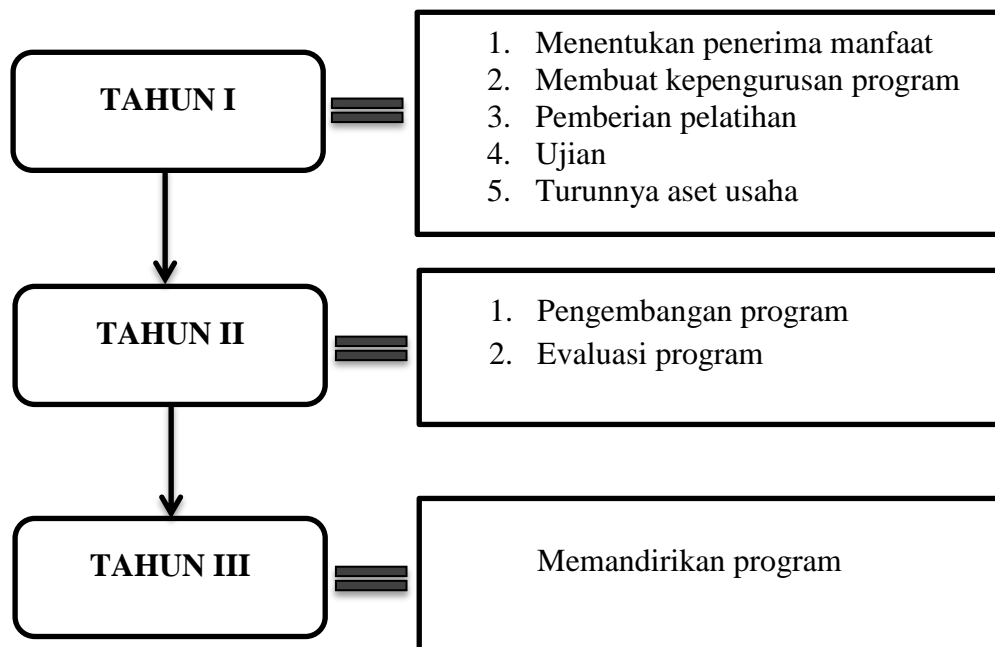 TAHUN I
1. Menentukan penerima manfaat
2. Membuat kepengurusan program
3. Pemberian pelatihan
4. Ujian
5. Turunnya aset usaha
TAHUN II
1. Pengembangan program
2. Evaluasi program
TAHUN III
Memandirikan program